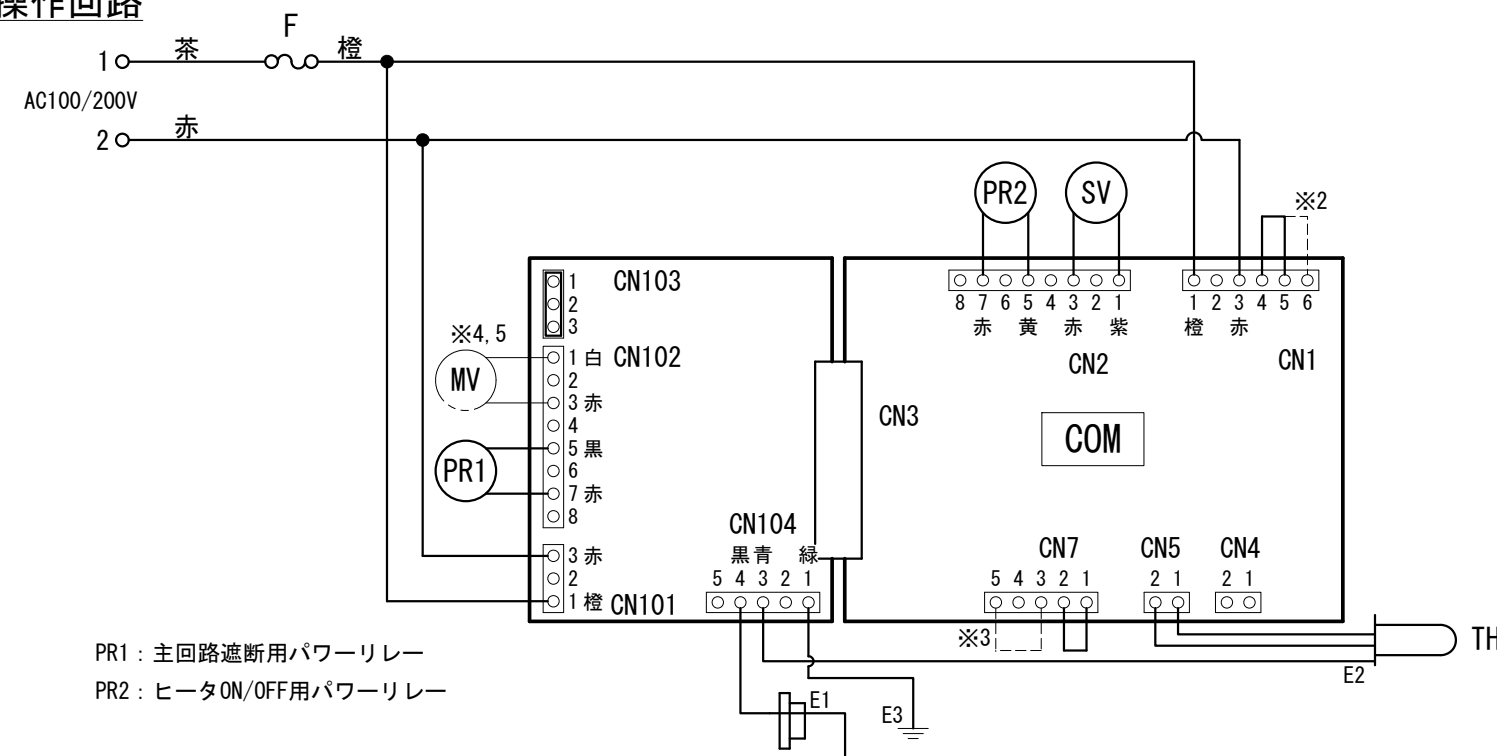 操作回路
F
1 茶 橙
AC100/200V
2 赤
PR2 SV ※2
CN103
1
2
3
8 7 6 5 4 3 2 1
赤 黄 赤 紫
1 2 3 4 5 6
橙 赤
CN2 CN1
※4,5
MV
CN102
1 白
2
3 赤
4
5 黒
6
7 赤
8
PR1
CN3
COM
CN104
黒 青 緑
5 4 3 2 1
3 赤
2
1 橙 CN101
CN7 CN5 CN4
5 4 3 2 1
2 1
2 1
※3
TH
E2
E1
E3
PR1：主回路遮断用パワーリレー
PR2：ヒータON/OFF用パワーリレー